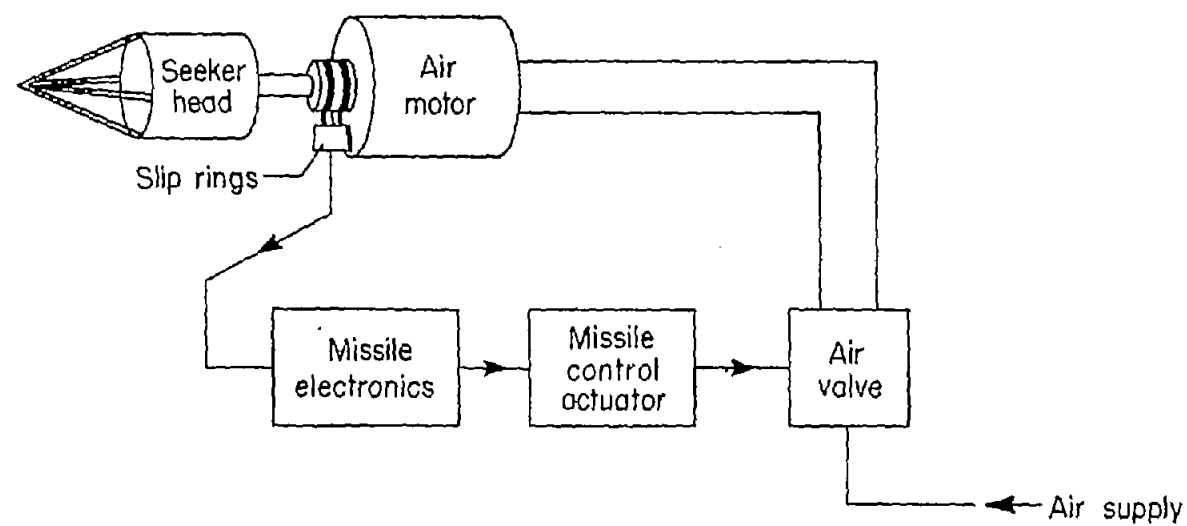 Seeker
head
Air
motor
Slip rings
Missile
electronics
Missile
control
actuator
Air
valve
Air supply